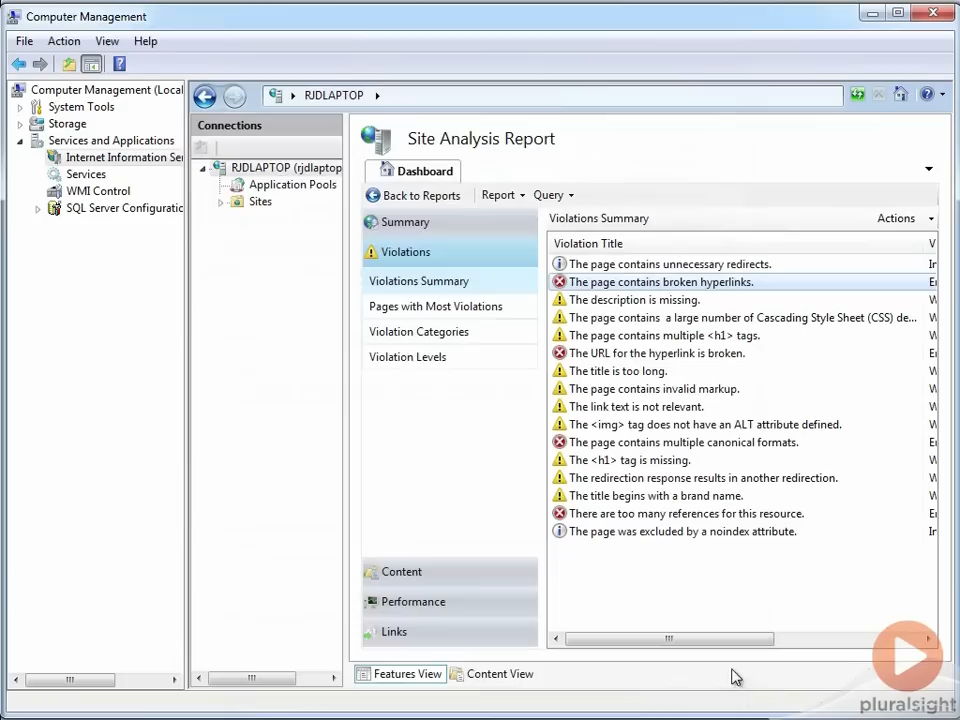 Computer Management
File Action View Help
Computer Management (Local
System Tools
Storage
Services and Applications
Internet Information Ser
Services
WMI Control
SQL Server Configuratic
RJDLAPTOP
Connections
RJDLAPTOP (rjdlaptop
Application Pools
Sites
Site Analysis Report
Dashboard
Back to Reports Report Query
Summary
Violations
Violations Summary
Pages with Most Violations
Violation Categories
Violation Levels
Content
Performance
Links
Violations Summary Actions
Violation Title V
The page contains unnecessary redirects. In
The page contains broken hyperlinks. Er
The description is missing. W
The page contains a large number of Cascading Style Sheet (CSS) de... W
The page contains multiple <h1> tags. W
The URL for the hyperlink is broken. Er
The title is too long. W
The page contains invalid markup. W
The link text is not relevant. W
The <img> tag does not have an ALT attribute defined. W
The page contains multiple canonical formats. Er
The <h1> tag is missing. W
The redirection response results in another redirection. W
The title begins with a brand name. W
There are too many references for this resource. Er
The page was excluded by a noindex attribute. In
Features View Content View
pluralsight